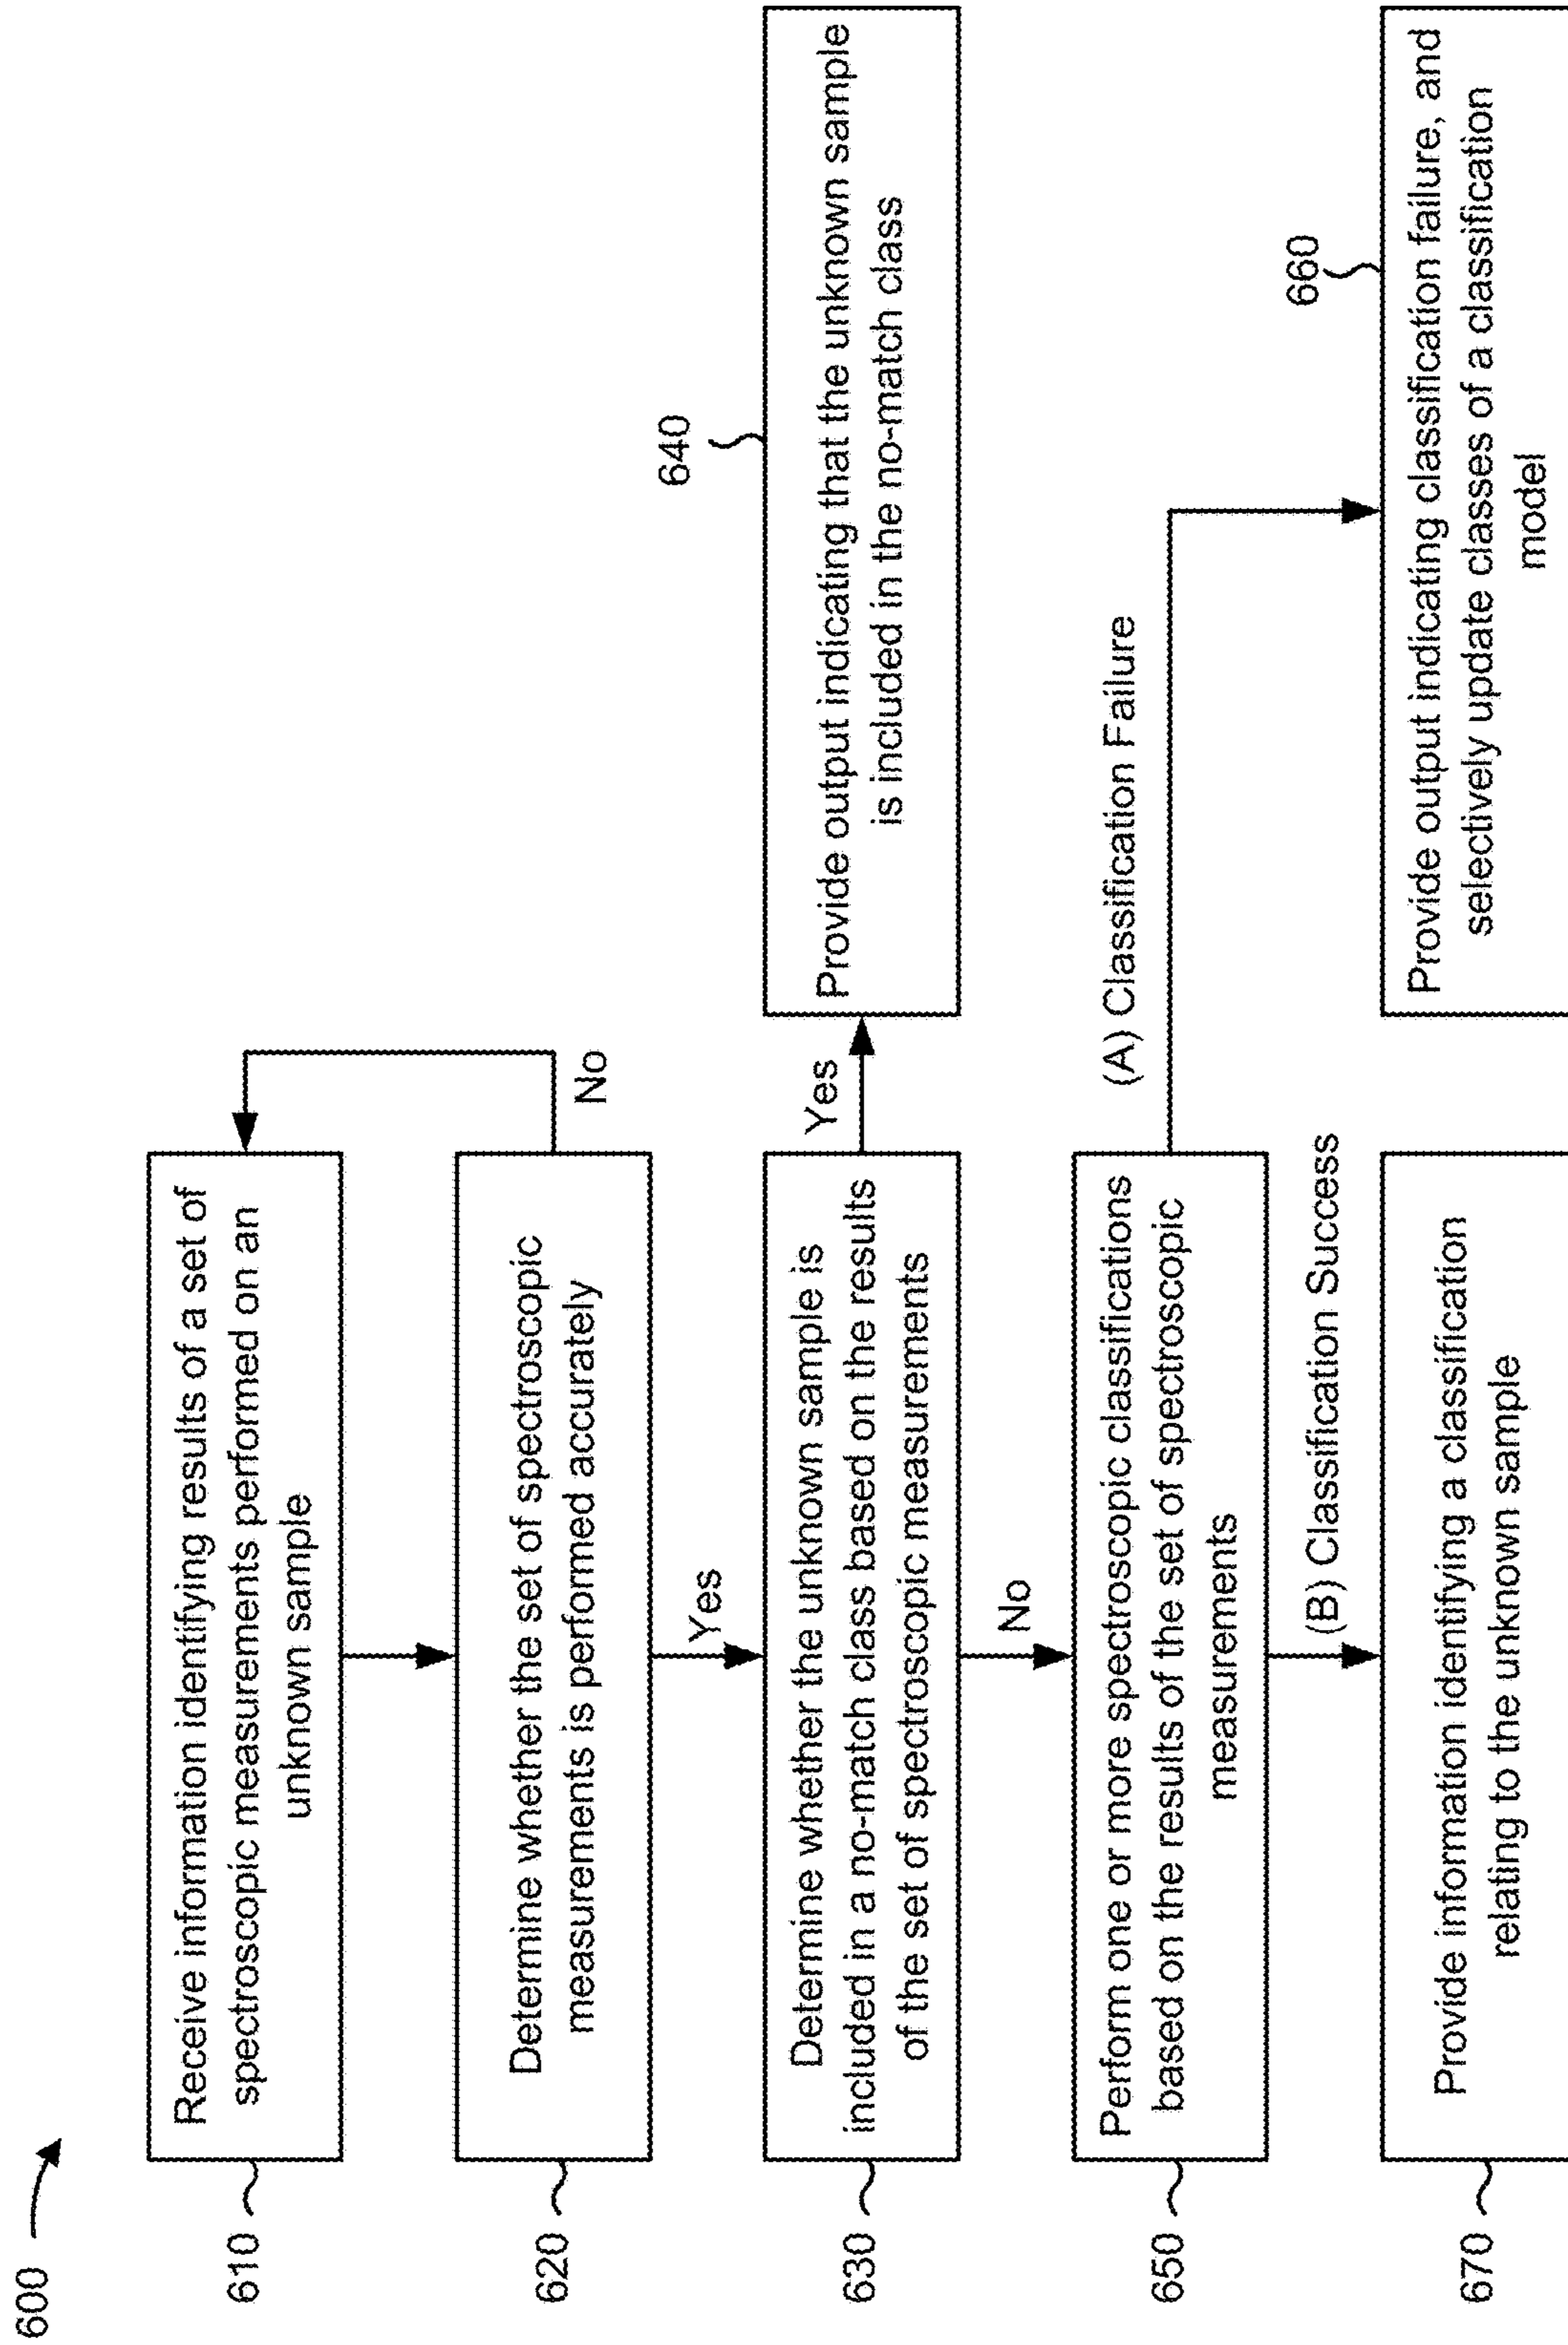 600
610
Receive information identifying results of a set of
spectroscopic measurements performed on an
unknown sample
620
Determine whether the set of spectroscopic
measurements is performed accurately
No
Yes
630
Determine whether the unknown sample is
included in a no-match class based on the results
of the set of spectroscopic measurements
Yes
640
Provide output indicating that the unknown sample
is included in the no-match class
No
650
Perform one or more spectroscopic classifications
based on the results of the set of spectroscopic
measurements
(A) Classification Failure
660
Provide output indicating classification failure, and
selectively update classes of a classification
model
(B) Classification Success
670
Provide information identifying a classification
relating to the unknown sample